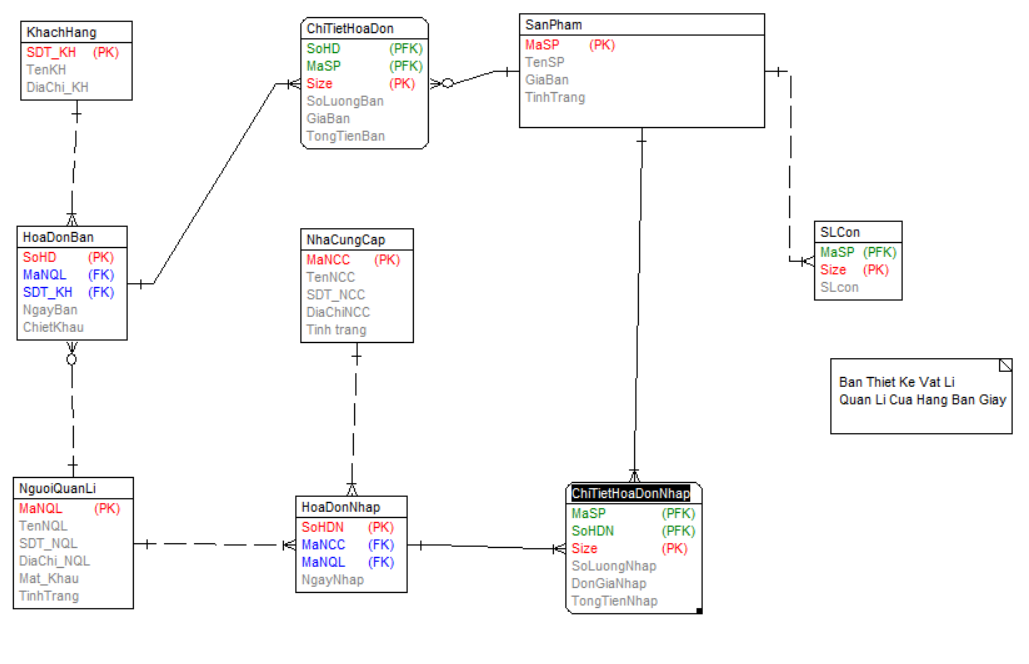 KhachHang
SDT_KH (PK)
TenKH
DiaChi_KH
ChiTietHoaDon
SoHD (PFK)
MaSP (PFK)
Size (PK)
SoLuongBan
GiaBan
TongTienBan
SanPham
MaSP (PK)
TenSP
GiaBan
TinhTrang
HoaDonBan
SoHD (PK)
MaNQL (FK)
SDT_KH (FK)
NgayBan
ChietKhau
NhaCungCap
MaNCC (PK)
TenNCC
SDT_NCC
DiaChiNCC
Tinh trang
SLCon
MaSP (PFK)
Size (PK)
SLcon
Ban Thiet Ke Vat Li
Quan Li Cua Hang Ban Giay
NguoiQuanLi
MaNQL (PK)
TenNQL
SDT_NQL
DiaChi_NQL
Mat_Khau
TinhTrang
HoaDonNhap
SoHDN (PK)
MaNCC (FK)
MaNQL (FK)
NgayNhap
ChiTietHoaDonNhap
MaSP (PFK)
SoHDN (PFK)
Size (PK)
SoLuongNhap
DonGiaNhap
TongTienNhap